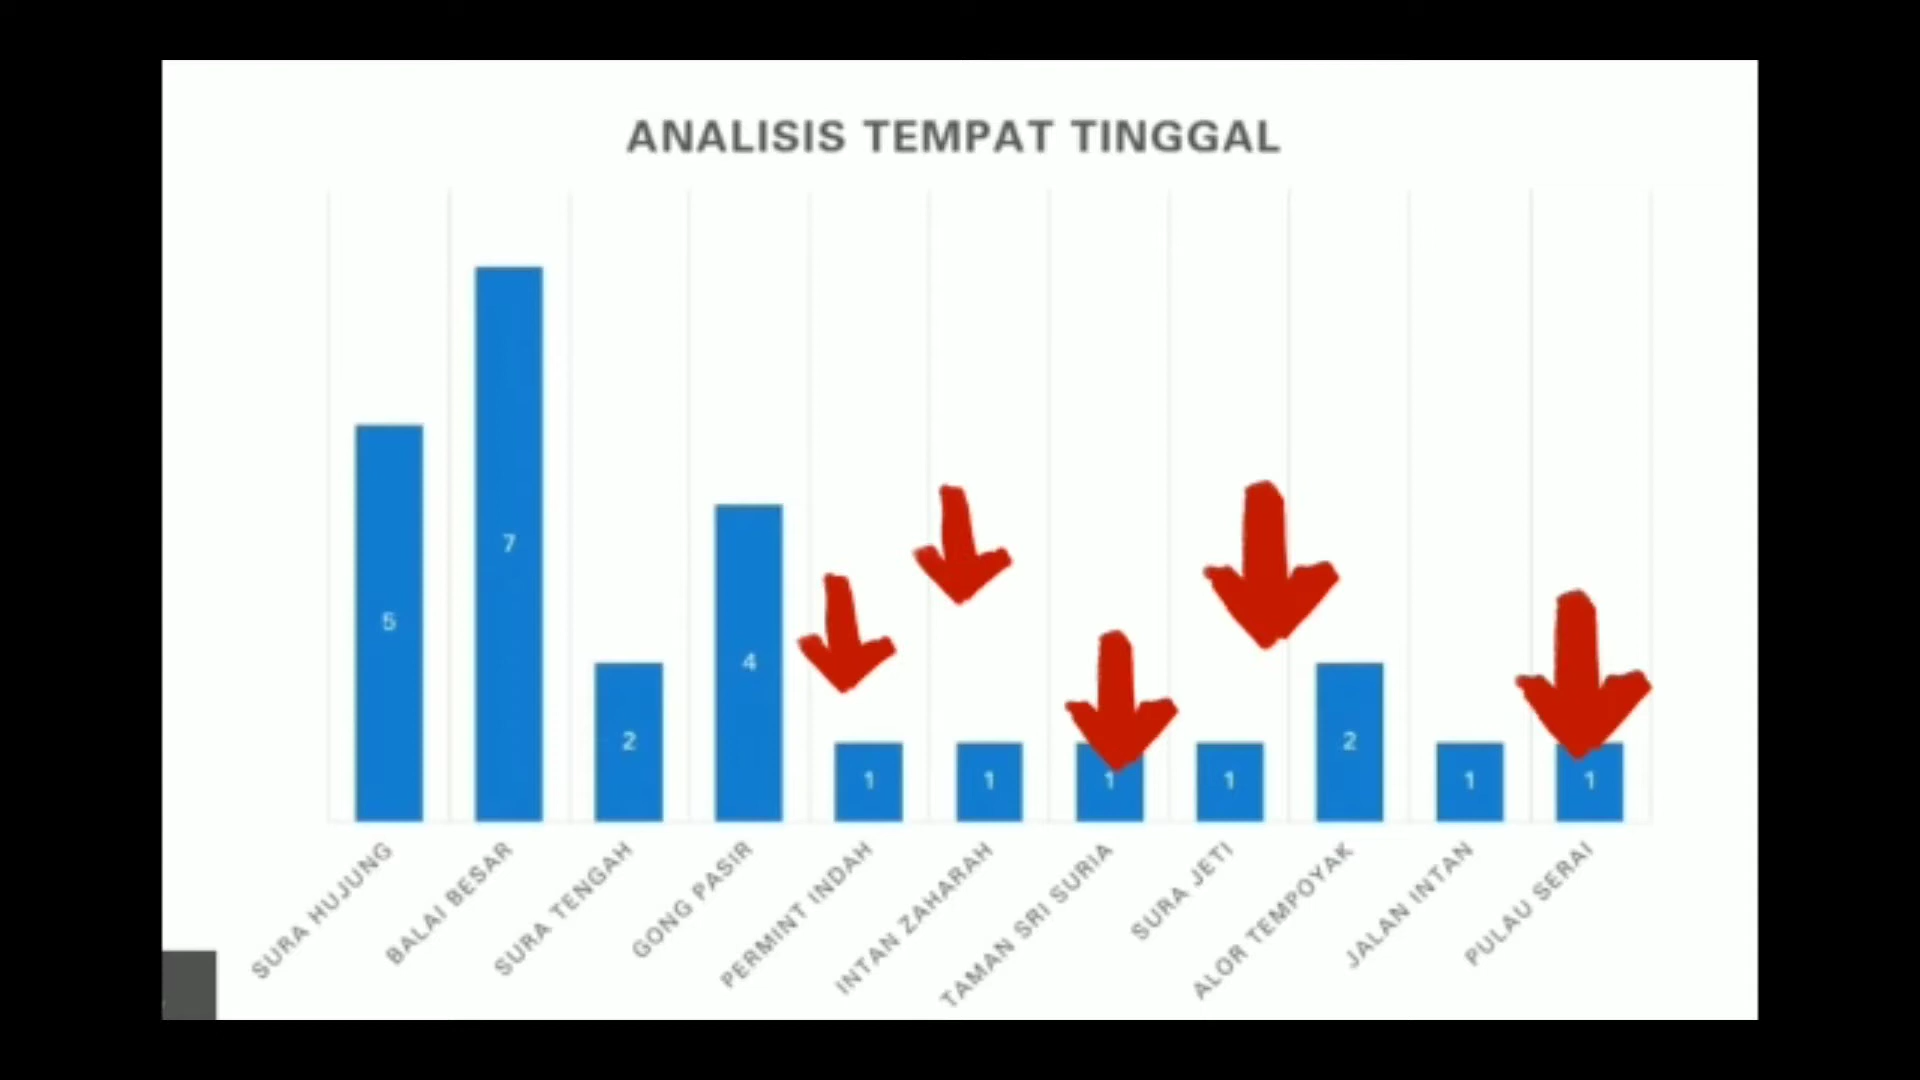 ANALISIS TEMPAT TINGGAL
5
7
2
4
1
1
1
1
2
1
1
SURA HUJUNG
BALAI BESAR
SURA TENGAH
GONG PASIR
PERMINT INDAH
INTAN ZAHARAH
TAMAN SRI SURIA
SURA JETI
ALOR TEMPOYAK
JALAN INTAN
PULAU SERAI